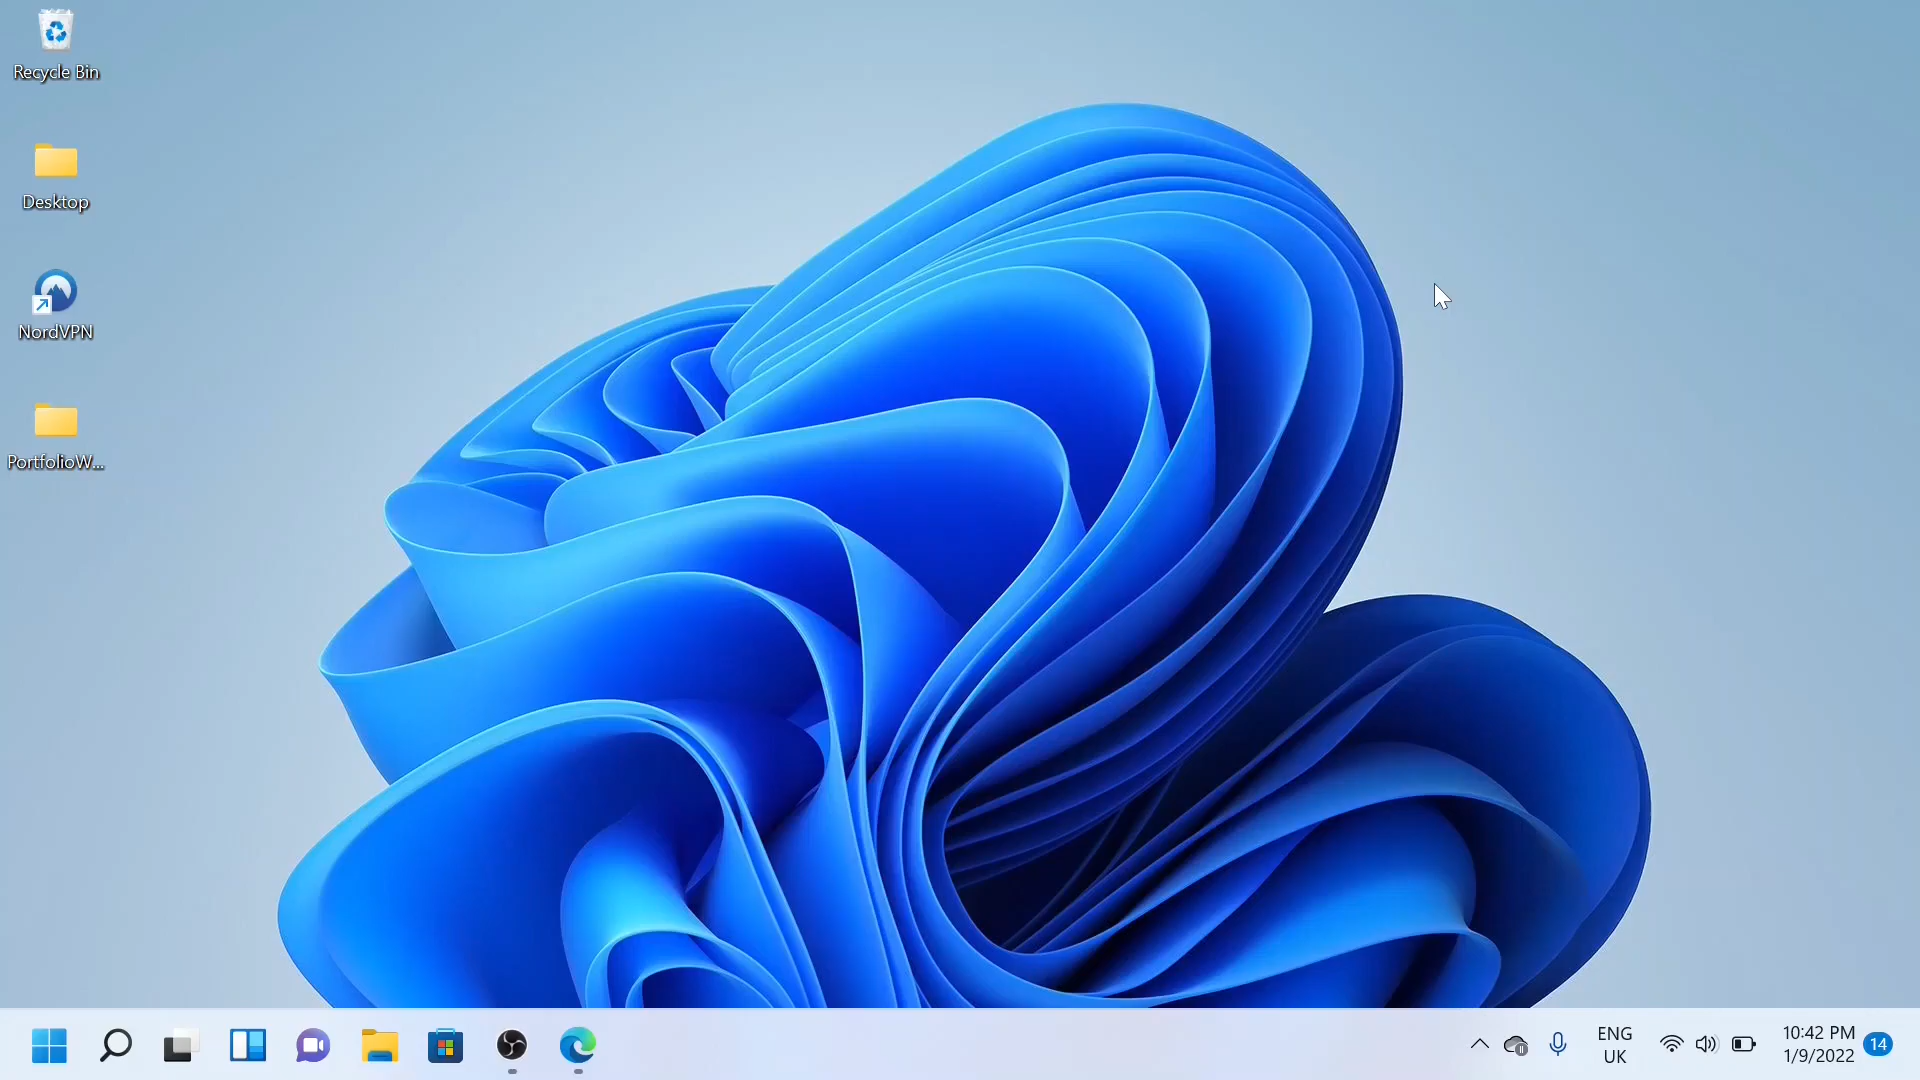 Recycle Bin
Desktop
NordVPN
PortfolioW...
ENG
UK
10:42 PM
1/9/2022
14